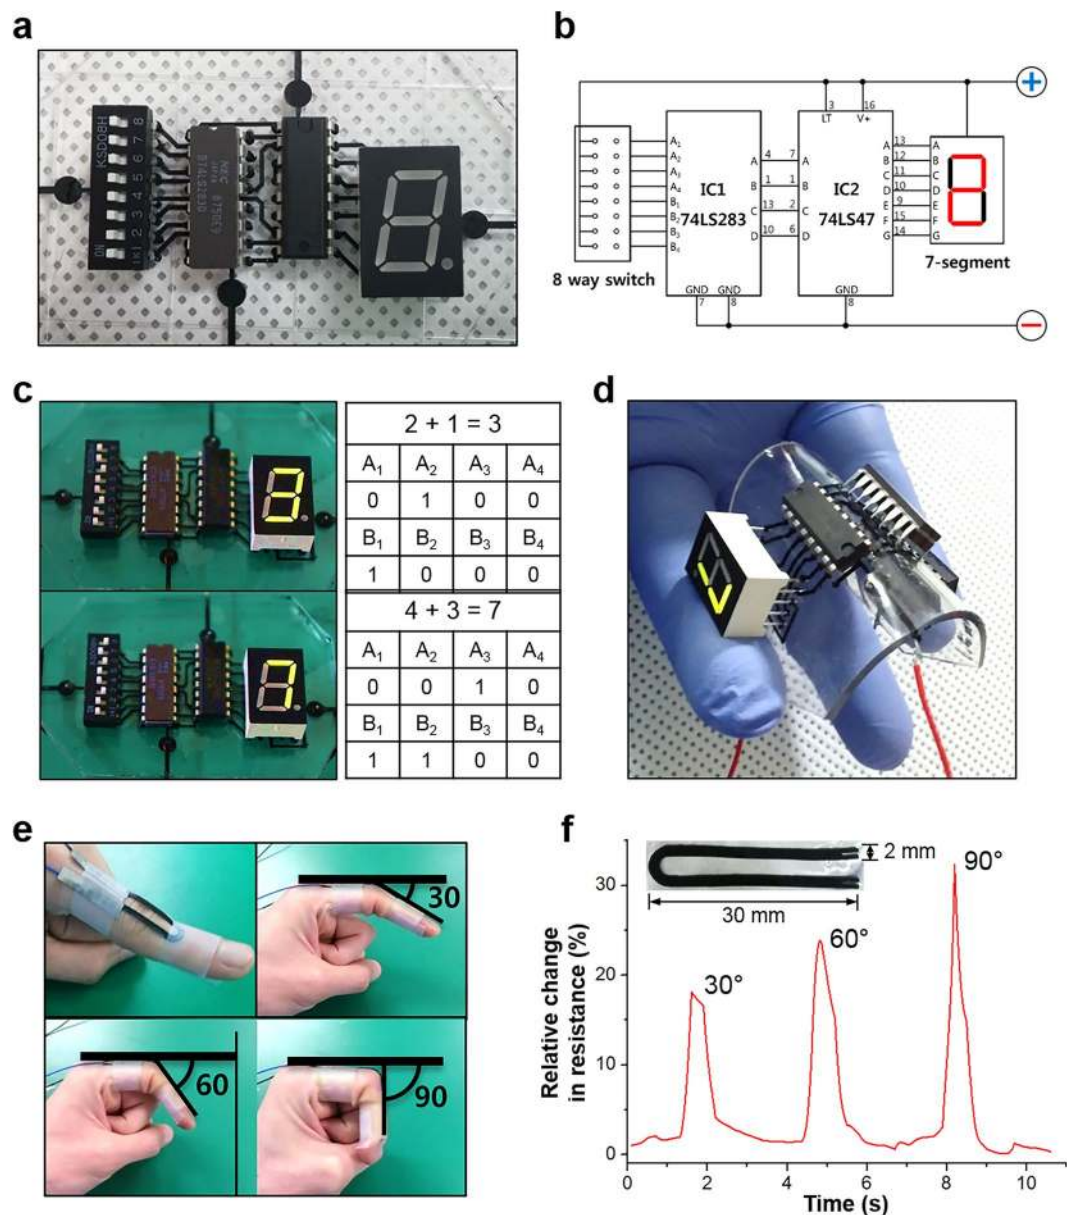 a
KSD08H
1 2 3 4 5 6 7 8
NEC
JAPAN
b
3
LT
16
V+
A₁
A₂
A₃
A₄
B₁
B₂
B₃
B₄
IC1
74LS283
A 4 7 A
B 1 1 B
C 13 2 C
D 10 6 D
IC2
74LS47
A 13 A
B 12 B
C 11 C
D 10 D
E 9 E
F 15 F
G 14 G
8 way switch
7-segment
GND GND
7 8
GND
8
c
2 + 1 = 3
A₁ A₂ A₃ A₄
0 1 0 0
B₁ B₂ B₃ B₄
1 0 0 0
4 + 3 = 7
A₁ A₂ A₃ A₄
0 0 1 0
B₁ B₂ B₃ B₄
1 1 0 0
d
e
30
60
90
f
2 mm
30 mm
30°
60°
90°
Relative change
in resistance (%)
30
20
10
0
0 2 4 6 8 10
Time (s)